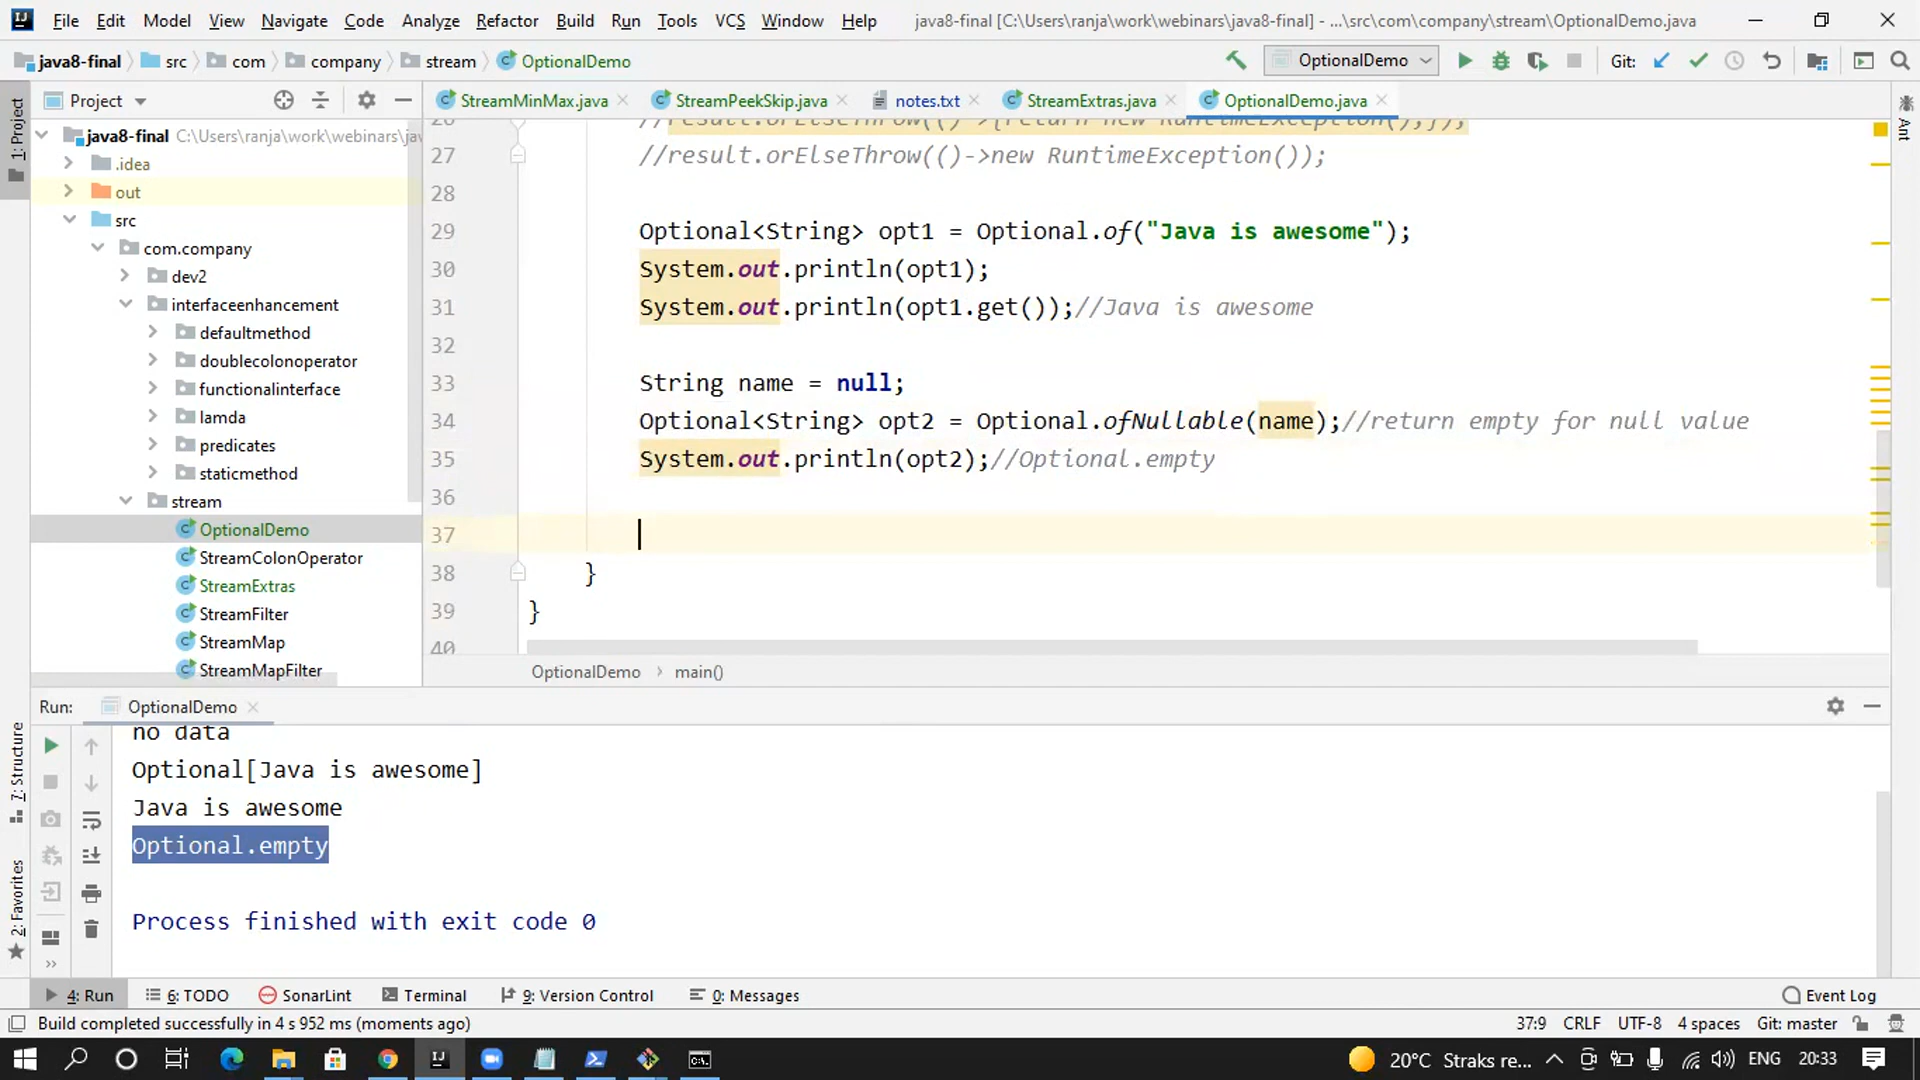 File Edit Model View Navigate Code Analyze Refactor Build Run Tools VCS Window Help java8-final [C:\Users\ranja\work\webinars\java8-final] - ...\src\com\company\stream\OptionalDemo.java
java8-final src com company stream OptionalDemo OptionalDemo Git:
Project StreamMinMax.java StreamPeekSkip.java notes.txt StreamExtras.java OptionalDemo.java
1: Project
Ant
java8-final C:\Users\ranja\work\webinars\jav
.idea
out
src
com.company
dev2
interfaceenhancement
defaultmethod
doublecolonoperator
functionalinterface
lamda
predicates
staticmethod
stream
OptionalDemo
StreamColonOperator
StreamExtras
StreamFilter
StreamMap
StreamMapFilter
26 //result.orElseThrow(()->{return new RuntimeException();});
27 //result.orElseThrow(()->new RuntimeException());
28
29 Optional<String> opt1 = Optional.of("Java is awesome");
30 System.out.println(opt1);
31 System.out.println(opt1.get());//Java is awesome
32
33 String name = null;
34 Optional<String> opt2 = Optional.ofNullable(name);//return empty for null value
35 System.out.println(opt2);//Optional.empty
36
37
38 }
39 }
40
OptionalDemo main()
Run: OptionalDemo
no data
Optional[Java is awesome]
Java is awesome
Optional.empty
Process finished with exit code 0
7: Structure
2: Favorites
4: Run 6: TODO SonarLint Terminal 9: Version Control 0: Messages Event Log
Build completed successfully in 4 s 952 ms (moments ago) 37:9 CRLF UTF-8 4 spaces Git: master
20°C Straks re... ENG 20:33